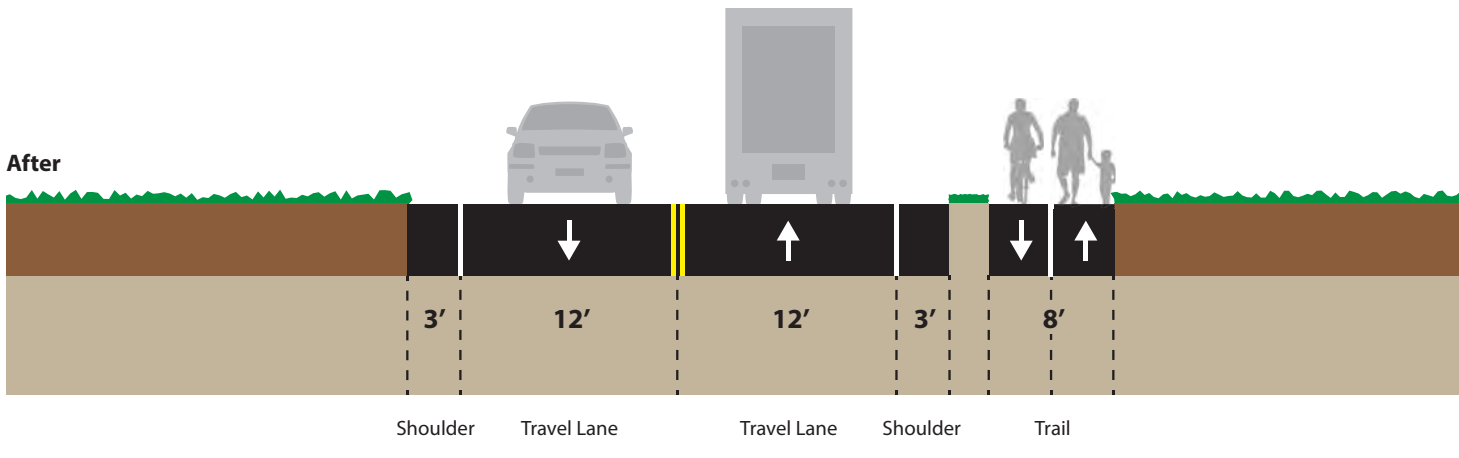 After
3′ 12′ 12′ 3′ 8′
Shoulder Travel Lane Travel Lane Shoulder Trail